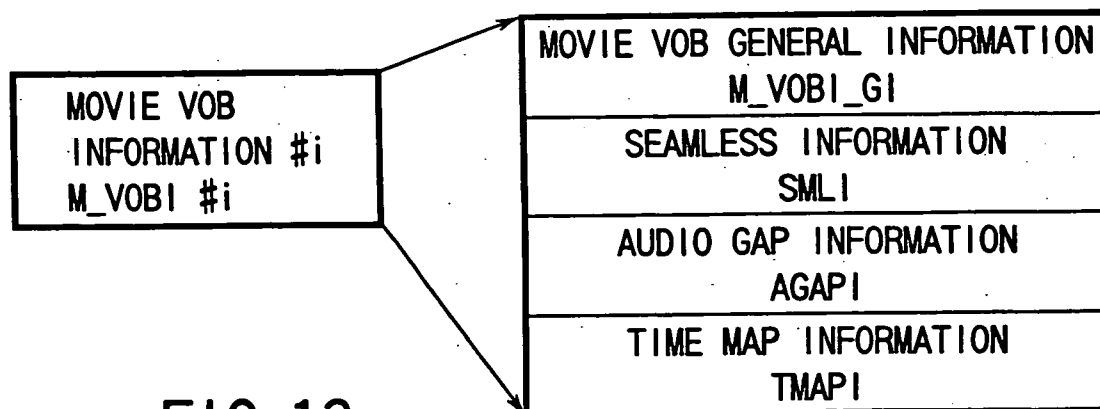 MOVIE VOB
INFORMATION #i
M_VOBI #i
MOVIE VOB GENERAL INFORMATION
M_VOBI_GI
SEAMLESS INFORMATION
SMLI
AUDIO GAP INFORMATION
AGAPI
TIME MAP INFORMATION
TMAPI